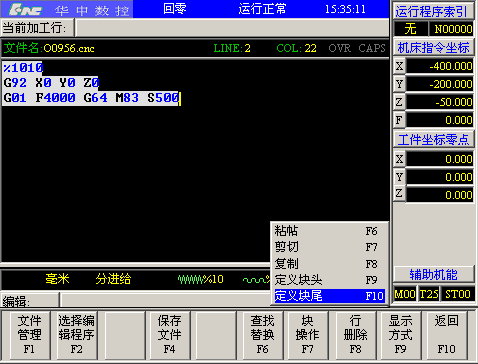 GNC 华中数控 回零 运行正常 15:35:11
运行程序索引
当前加工行:
无 N00000
文件名:O0956.cnc LINE:2 COL:22 OVR CAPS
机床指令坐标
%1010
G92 X0 Y0 Z0
G01 F4000 G64 M83 S500
X -400.000
Y -200.000
Z -50.000
F 0.000
工件坐标零点
X 0.000
Y 0.000
Z 0.000
粘帖 F6
剪切 F7
复制 F8
定义块头 F9
定义块尾 F10
毫米 分进给 %10 %
辅助机能
M00 T25 ST00
编辑:
文件管理 F1
选择编辑程序 F2
保存文件 F4
查找替换 F6
块操作 F7
行删除 F8
显示方式 F9
返回 F10